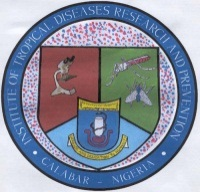 INSTITUTE OF TROPICAL DISEASES RESEARCH AND PREVENTION
CALABAR - NIGERIA